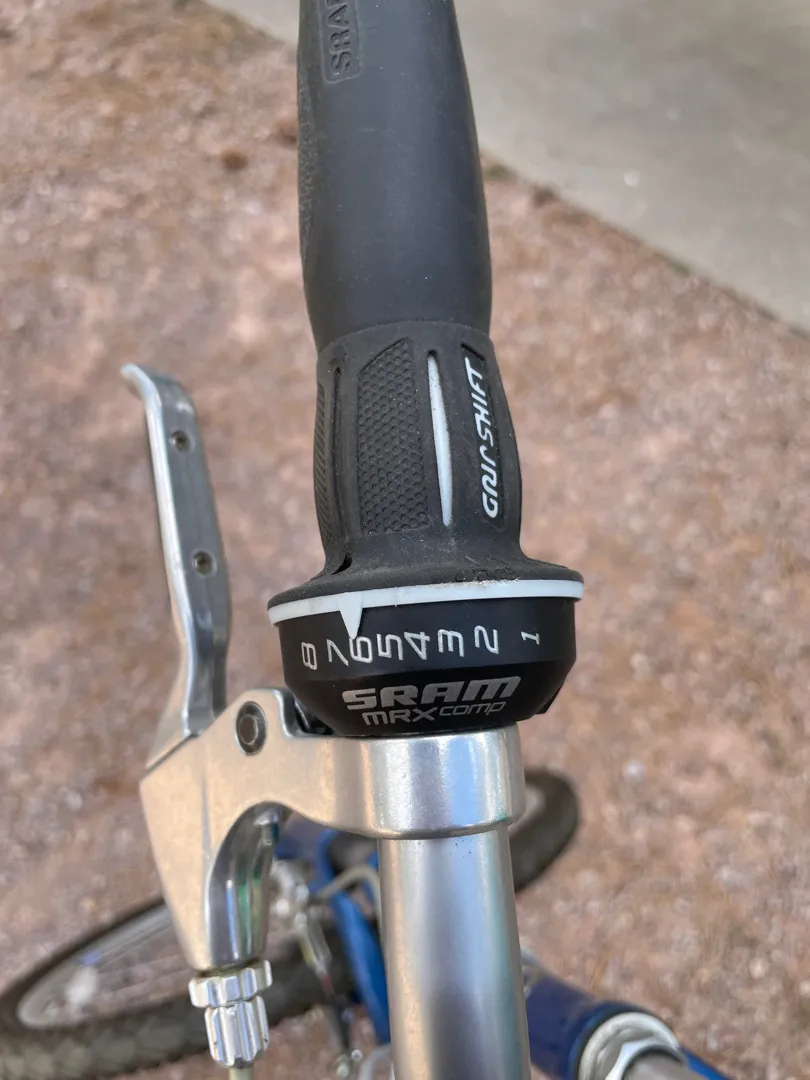 SRAM
GRIP SHIFT
8 7 6 5 4 3 2 1
SRAM
MRX comp